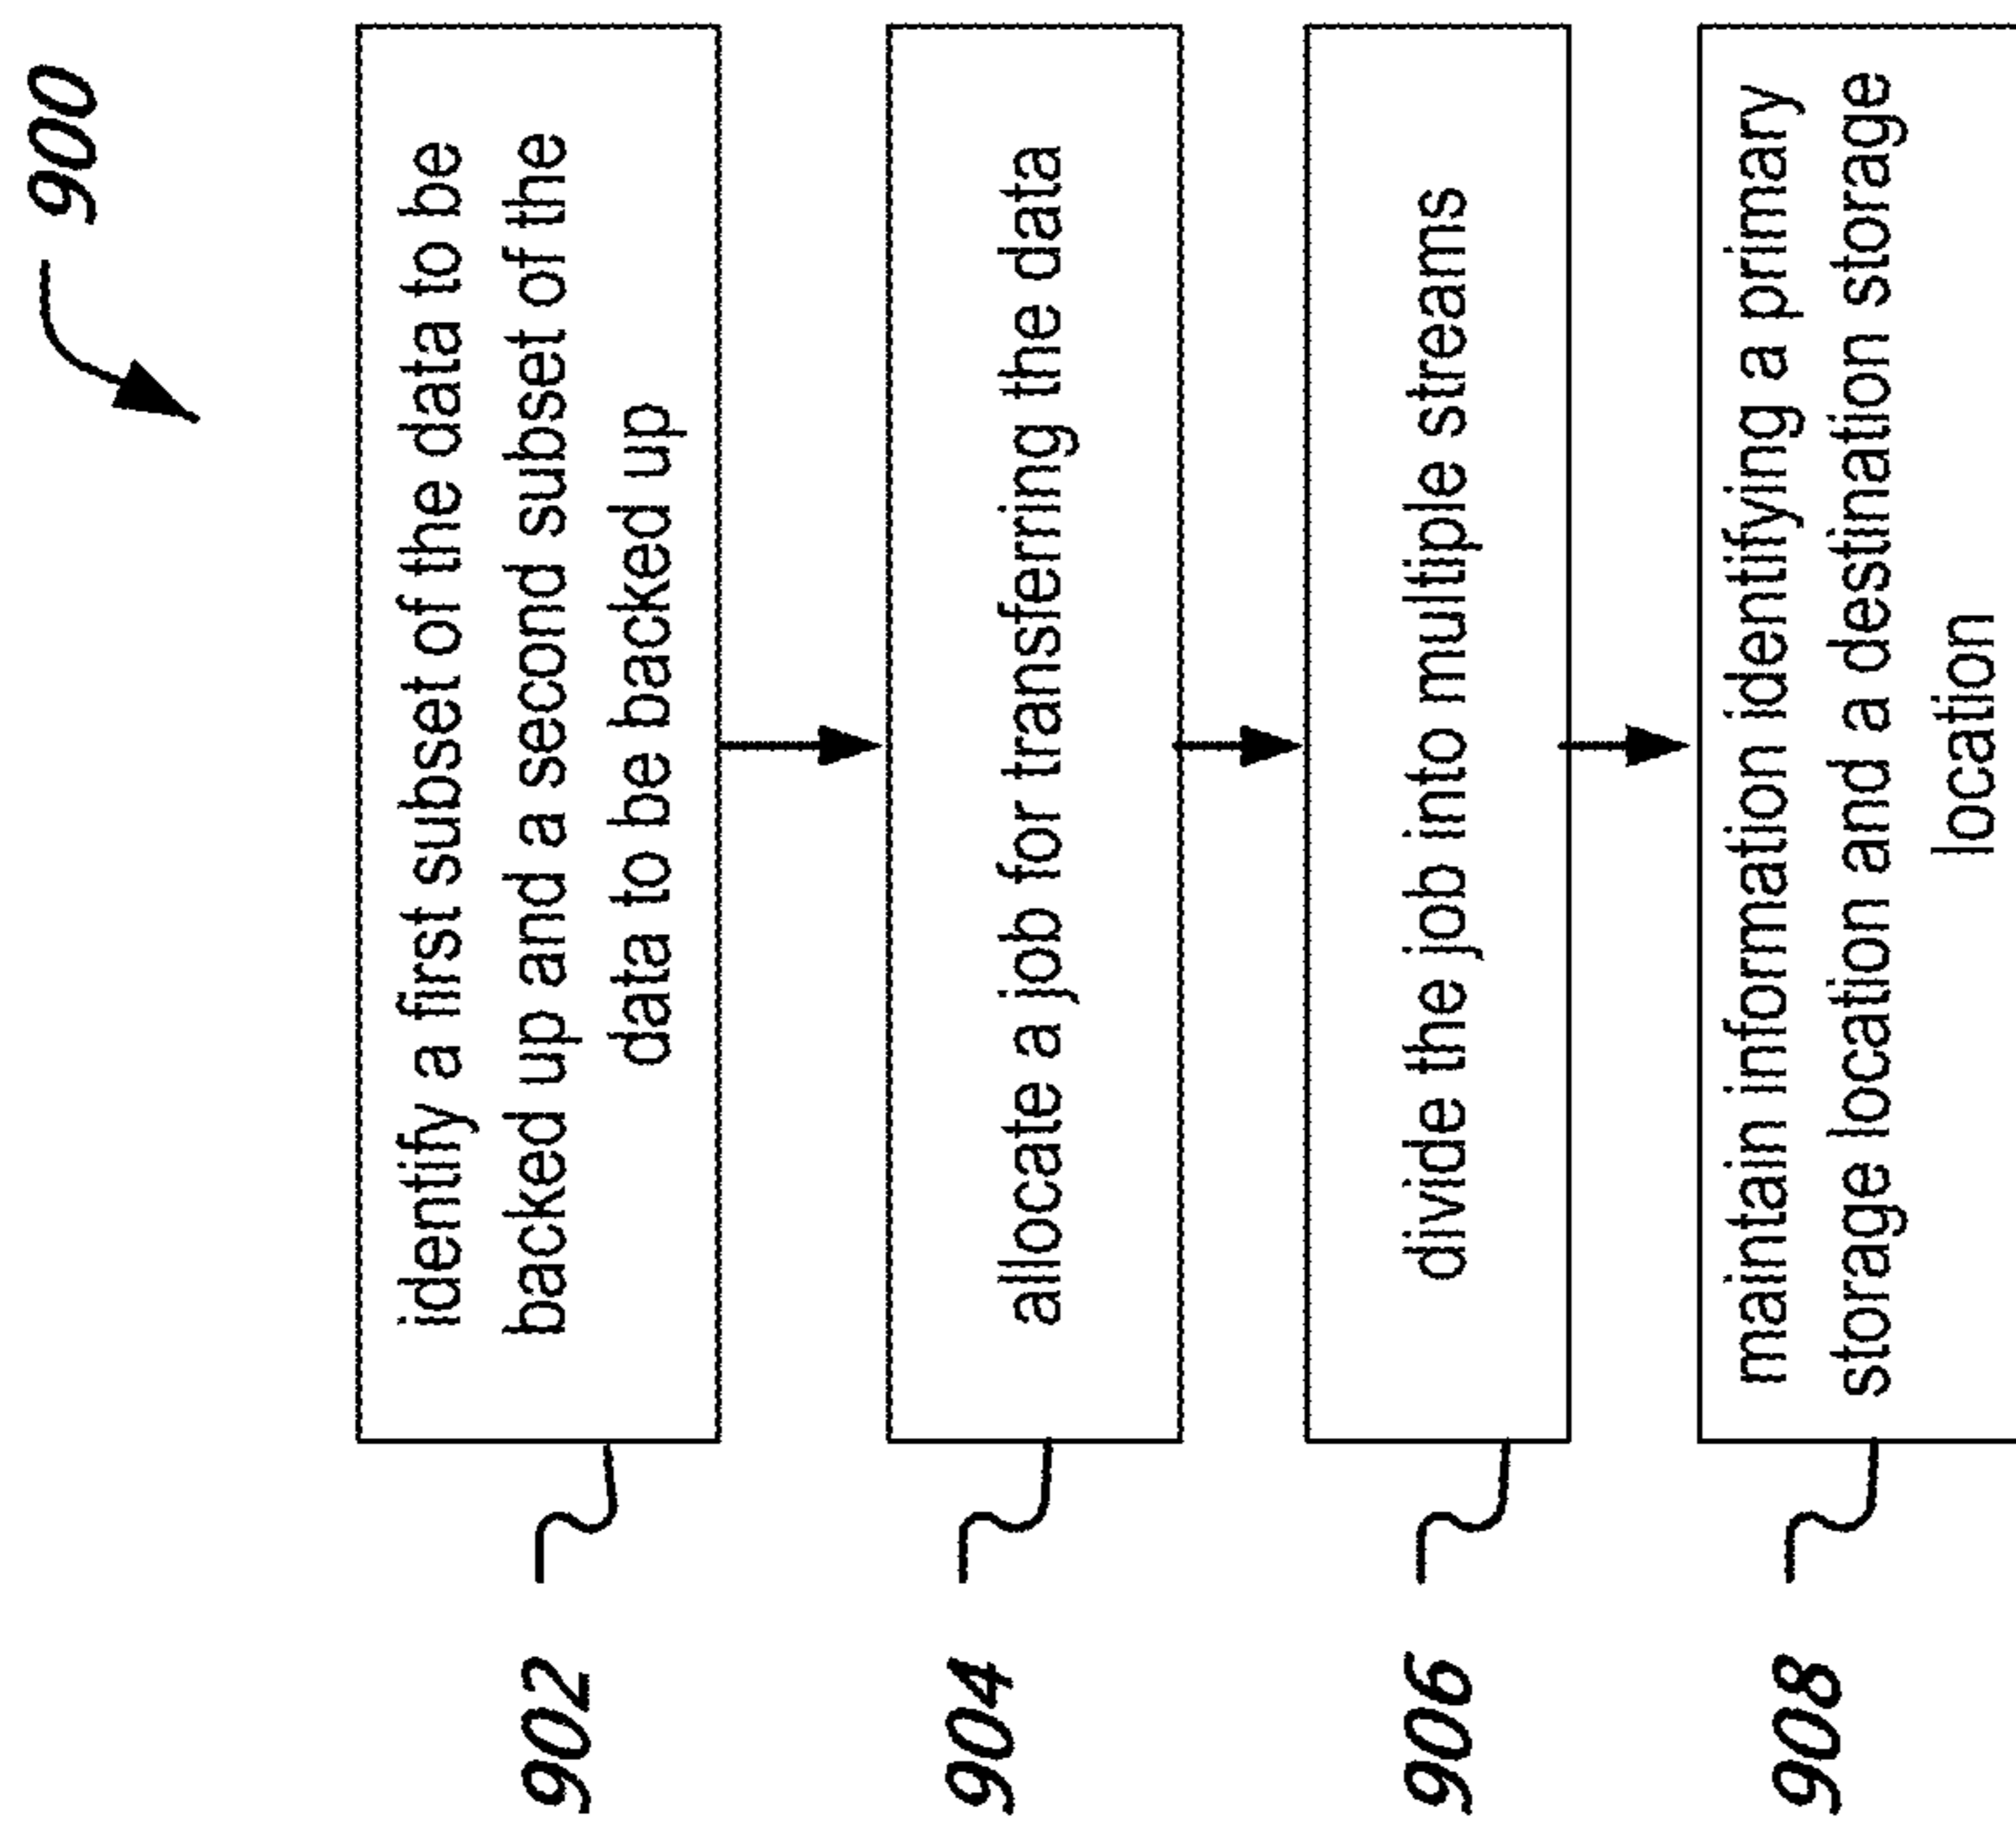 900
902
identify a first subset of the data to be
backed up and a second subset of the
data to be backed up
904
allocate a job for transferring the data
906
divide the job into multiple streams
908
maintain information identifying a primary
storage location and a destination storage
location